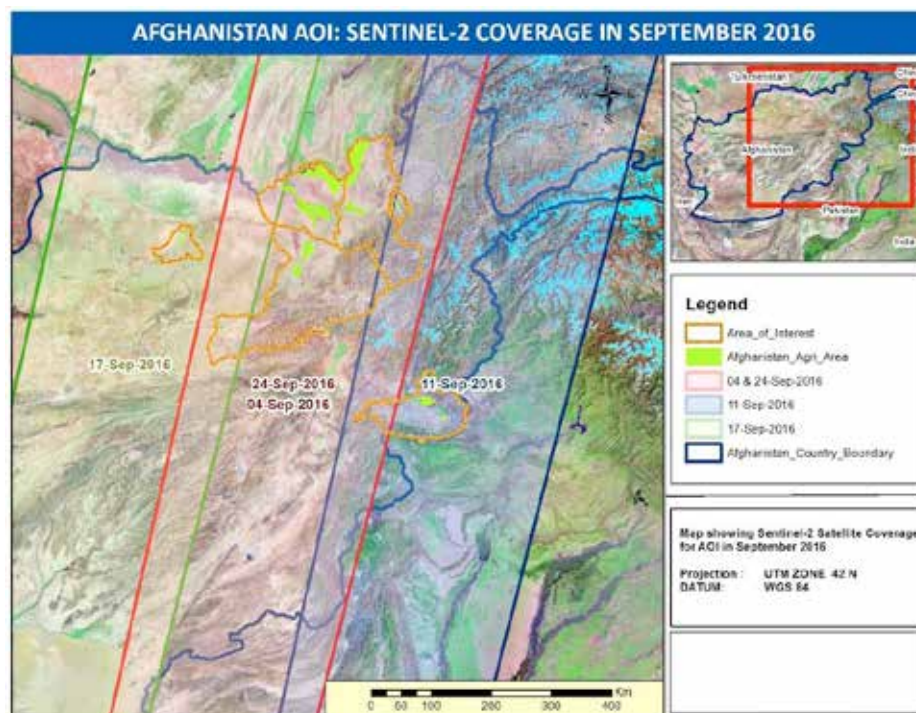 AFGHANISTAN AOI: SENTINEL-2 COVERAGE IN SEPTEMBER 2016
17-Sep-2016
24-Sep-2016
04-Sep-2016
11-Sep-2016
Turkmenistan
Afghanistan
Iran
Pakistan
India
Legend
Area_of_Interest
Afghanistan_Agri_Area
04 & 24-Sep-2016
11-Sep-2016
17-Sep-2016
Afghanistan_Country_Boundary
Map showing Sentinel-2 Satellite Coverage
for AOI in September 2016
Projection : UTM ZONE 42 N
DATUM: WGS 84
Km
0 50 100 200 300 400